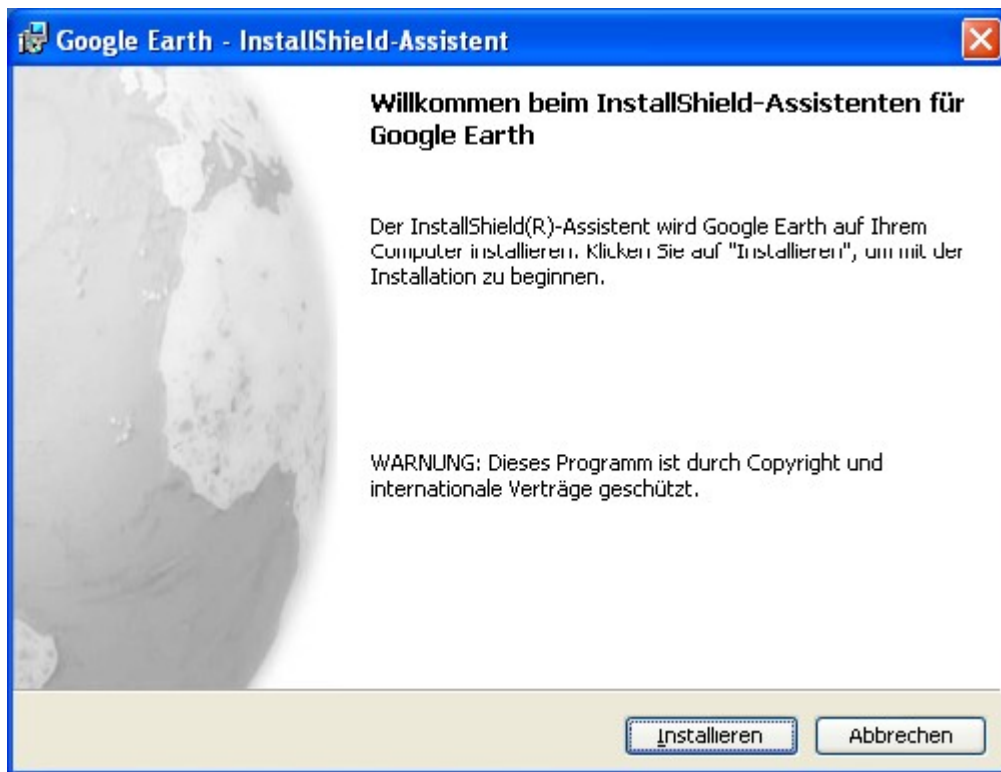 Google Earth - InstallShield-Assistent
Willkommen beim InstallShield-Assistenten für
Google Earth
Der InstallShield(R)-Assistent wird Google Earth auf Ihrem
Computer installieren. Klicken Sie auf "Installieren", um mit der
Installation zu beginnen.
WARNUNG: Dieses Programm ist durch Copyright und
internationale Verträge geschützt.
Installieren
Abbrechen